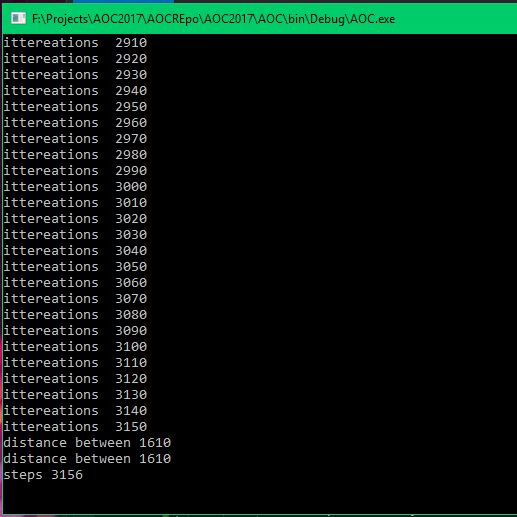 F:\Projects\AOC2017\AOCREpo\AOC2017\AOC\bin\Debug\AOC.exe
ittereations  2910
ittereations  2920
ittereations  2930
ittereations  2940
ittereations  2950
ittereations  2960
ittereations  2970
ittereations  2980
ittereations  2990
ittereations  3000
ittereations  3010
ittereations  3020
ittereations  3030
ittereations  3040
ittereations  3050
ittereations  3060
ittereations  3070
ittereations  3080
ittereations  3090
ittereations  3100
ittereations  3110
ittereations  3120
ittereations  3130
ittereations  3140
ittereations  3150
distance between 1610
distance between 1610
steps 3156